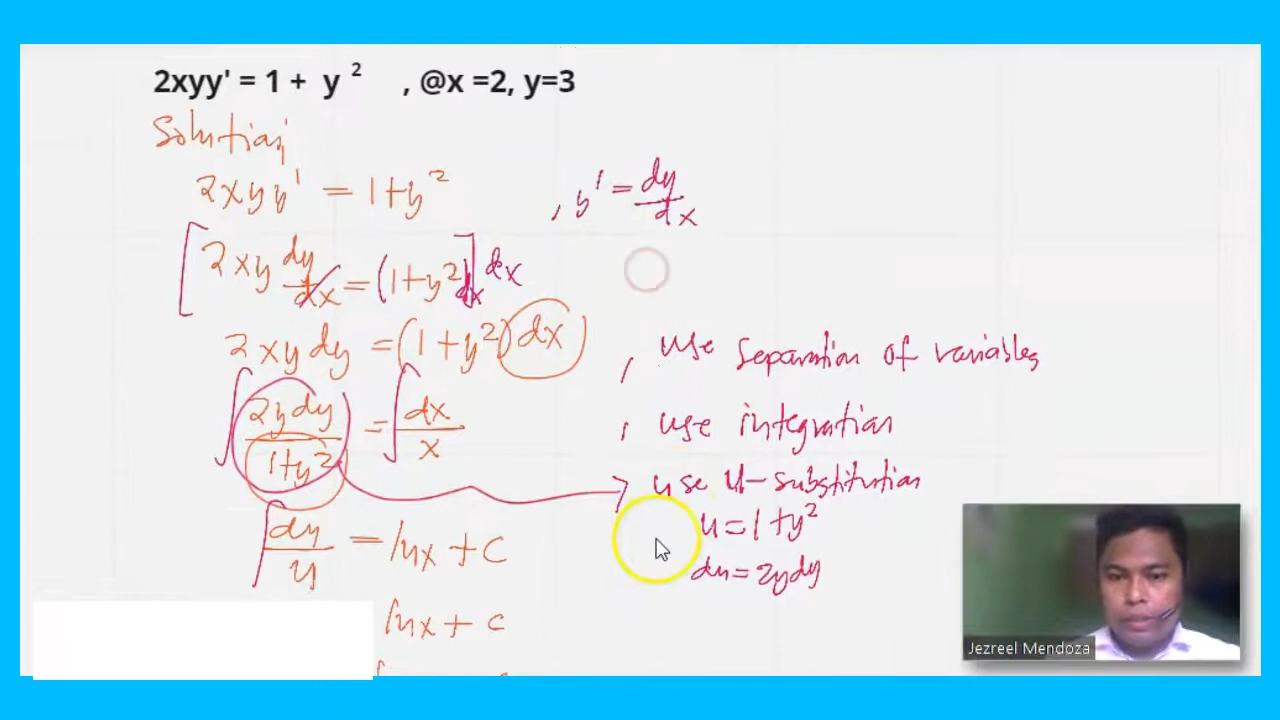 2xyy' = 1 + y ² , @x =2, y=3
Solution;
2xyy' = 1+y² , y' = dy/dx
[2xy dy/dx = (1+y²)dx] dx
2xydy = (1+y²)dx , use separation of variables
∫ 2ydy/1+y² = ∫ dx/x , use integration
use u-substitution
u = 1+y²
∫ du/u = lnx + c
du = 2ydy
lnx + c
Jezreel Mendoza